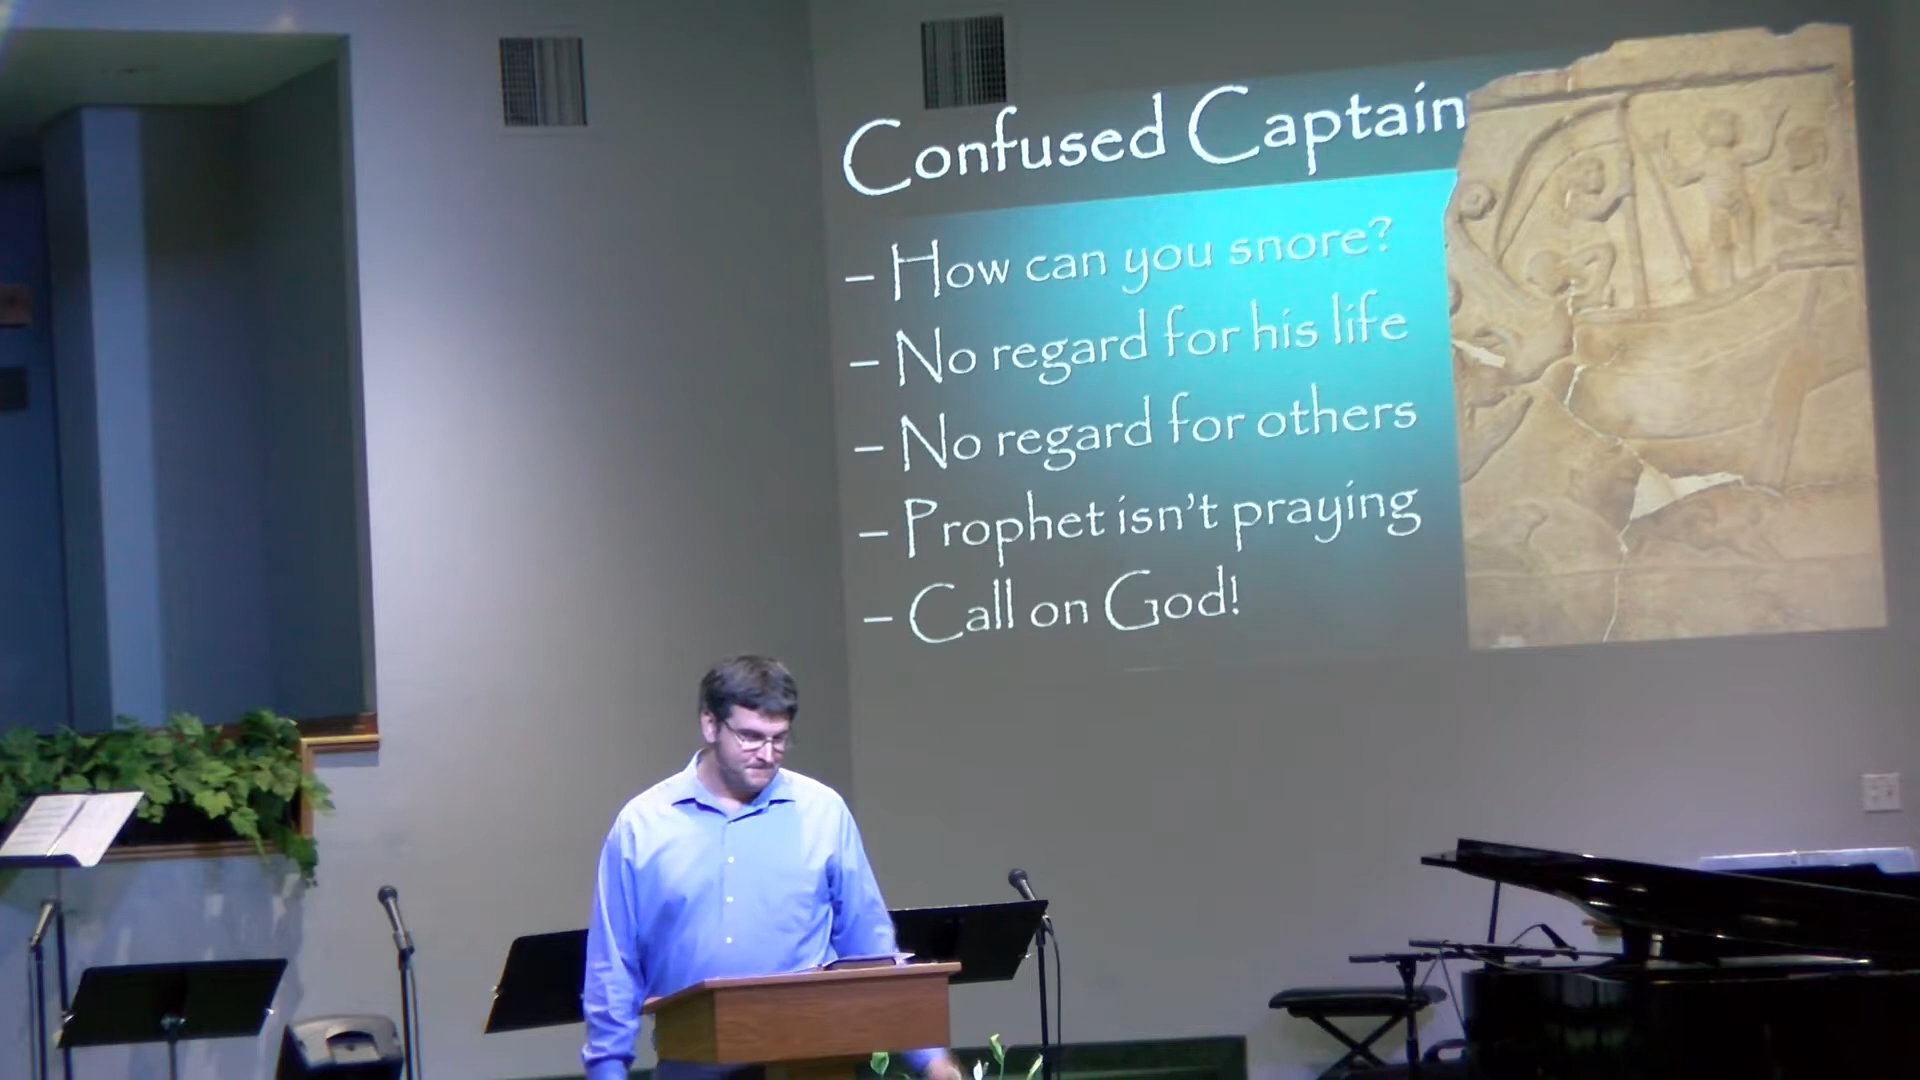 Confused Captain
– How can you snore?
– No regard for his life
– No regard for others
– Prophet isn't praying
– Call on God!